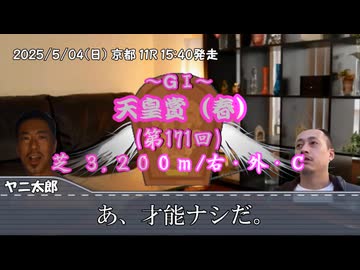 2025/5/04(日) 京都 11R 15:40発走
～GⅠ～
天皇賞（春）
(第171回)
芝 3,200m/右・外・C
ヤニ太郎
あ、才能ナシだ。